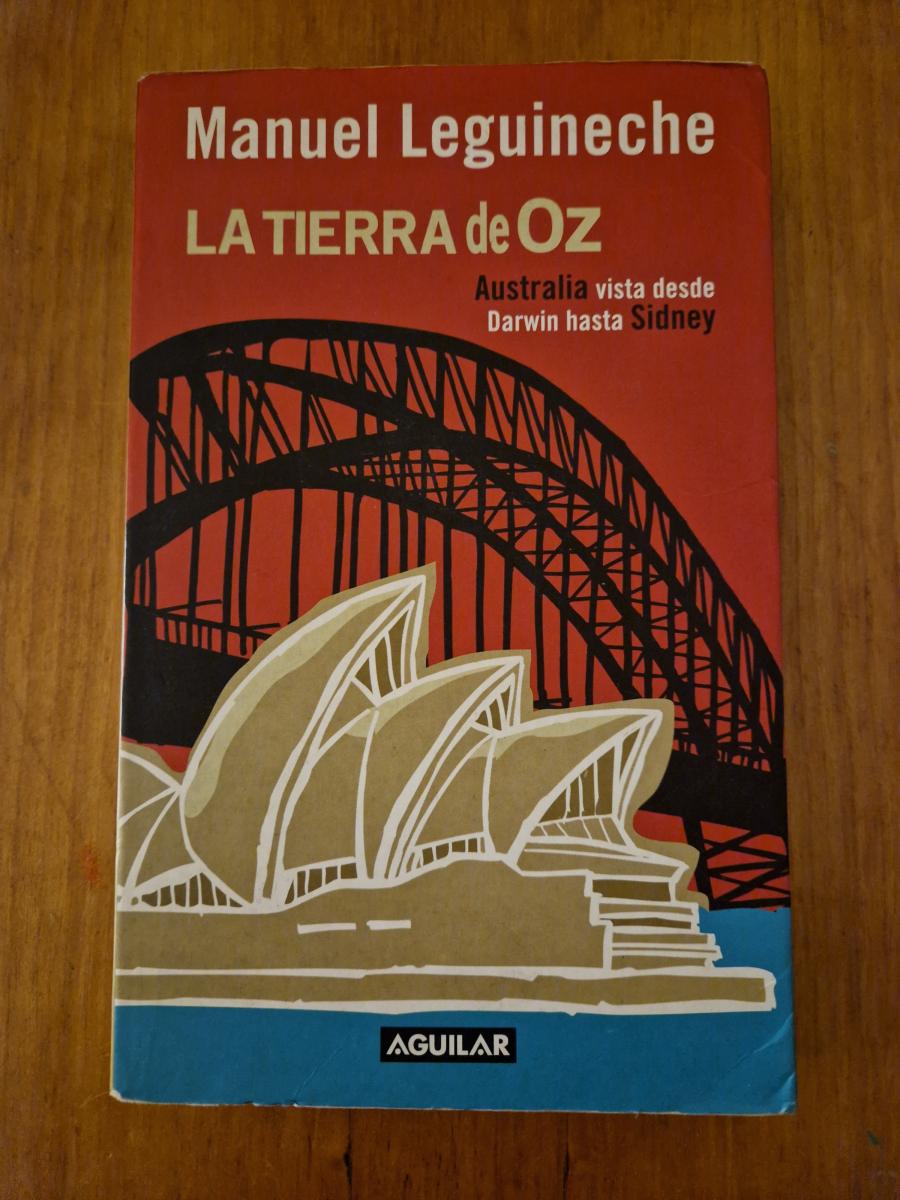 Manuel Leguineche
LA TIERRA de OZ
Australia vista desde
Darwin hasta Sidney
AGUILAR